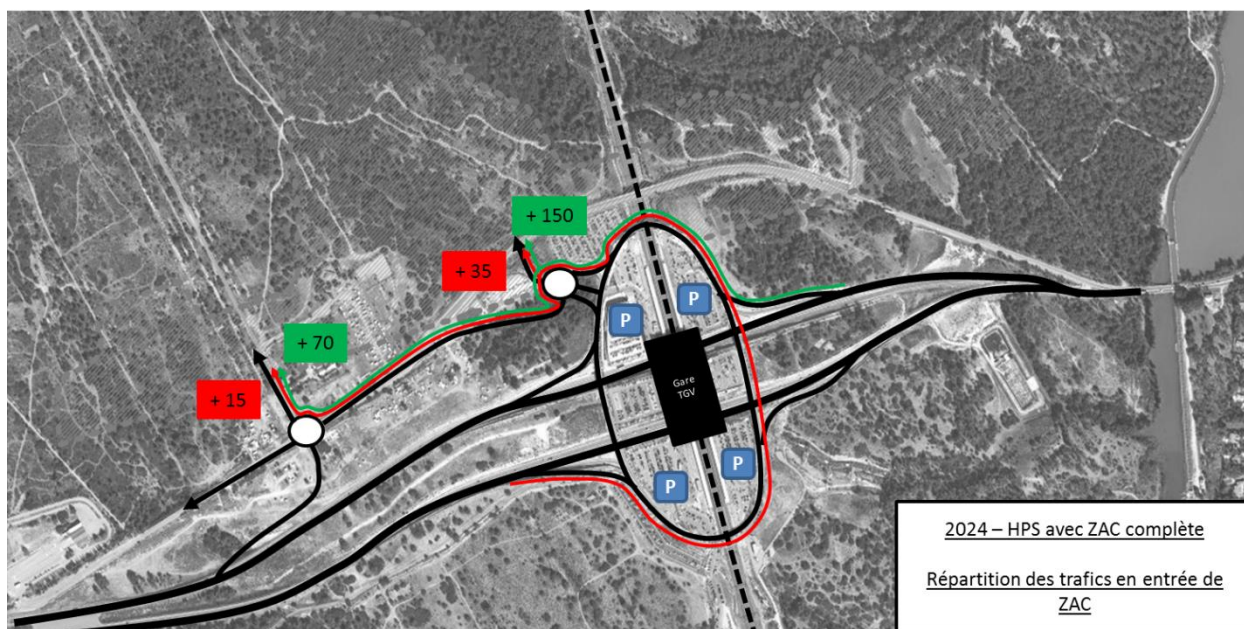 + 150
+ 35
P
P
+ 70
Gare
TGV
+ 15
P
P
2024 – HPS avec ZAC complète
Répartition des trafics en entrée de
ZAC